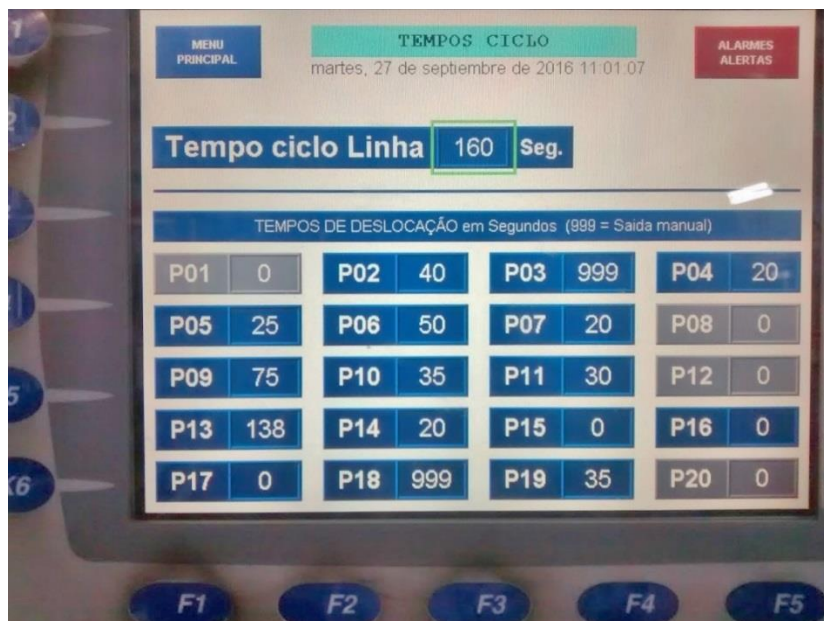 MENU PRINCIPAL
TEMPOS CICLO
martes, 27 de septiembre de 2016 11:01:07
ALARMES ALERTAS
Tempo ciclo Linha 160 Seg.
TEMPOS DE DESLOCAÇÃO em Segundos (999 = Saida manual)
P01 0 P02 40 P03 999 P04 20
P05 25 P06 50 P07 20 P08 0
P09 75 P10 35 P11 30 P12 0
P13 138 P14 20 P15 0 P16 0
P17 0 P18 999 P19 35 P20 0
F1 F2 F3 F4 F5